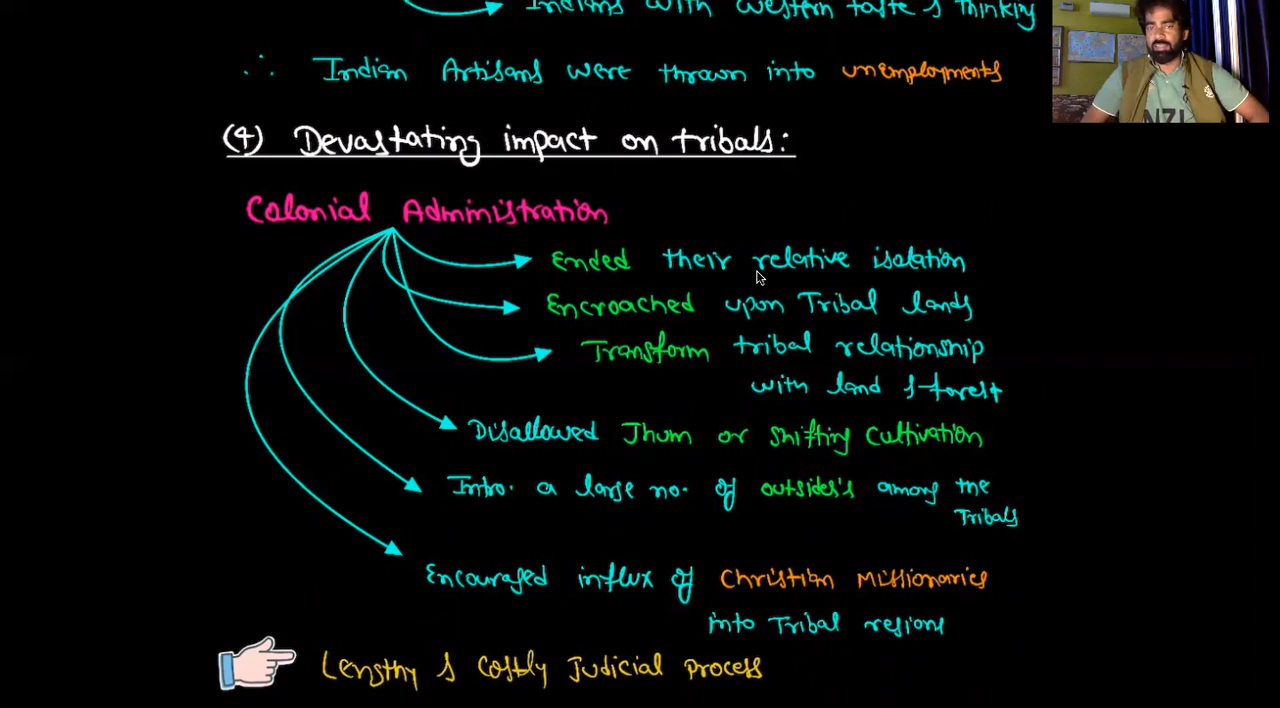 Indians with Western taste & thinking
∴ Indian Artisans were thrown into unemployments
(4) Devastating impact on tribals:
Colonial Administration
Ended their relative isolation
Encroached upon Tribal lands
Transform tribal relationship
with land & forest
Disallowed Jhum or Shifting Cultivation
Intro. a large no. of outsides's among the
Tribals
Encouraged influx of Christian Missionaries
into Tribal regions
Lengthy & Costly Judicial Process